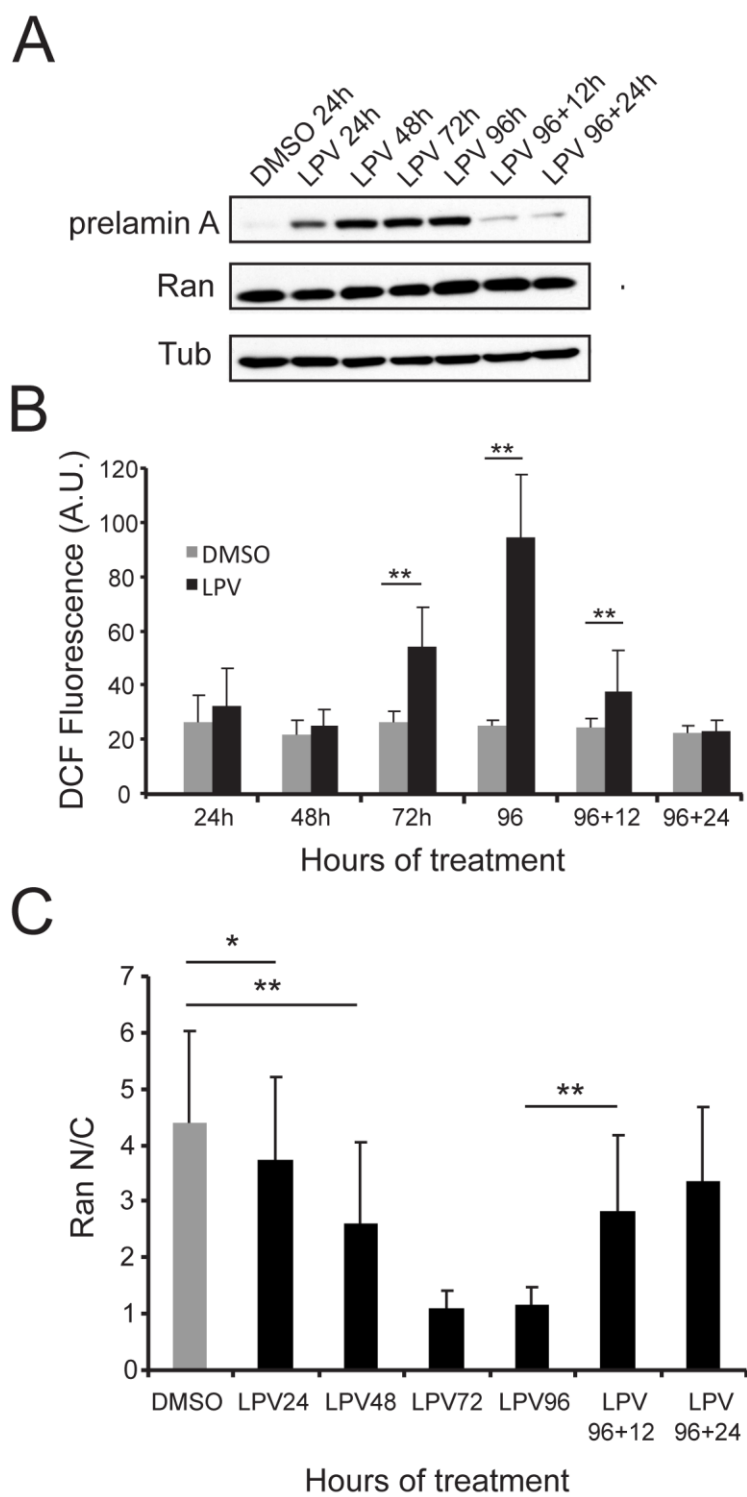 A
DMSO 24h
LPV 24h
LPV 48h
LPV 72h
LPV 96h
LPV 96+12h
LPV 96+24h
prelamin A
Ran
Tub
B
DCF Fluorescence (A.U.)
120
100
80
60
40
20
0
DMSO
LPV
**
**
**
24h 48h 72h 96 96+12 96+24
Hours of treatment
C
Ran N/C
7
6
5
4
3
2
1
0
*
**
**
DMSO LPV24 LPV48 LPV72 LPV96 LPV LPV
96+12 96+24
Hours of treatment